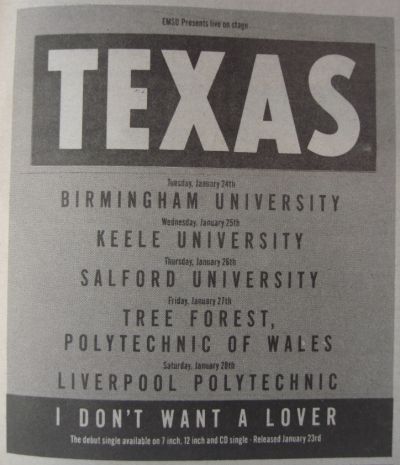 EMSO Presents live on stage
TEXAS
Tuesday, January 24th
BIRMINGHAM UNIVERSITY
Wednesday, January 25th
KEELE UNIVERSITY
Thursday, January 26th
SALFORD UNIVERSITY
Friday, January 27th
TREE FOREST,
POLYTECHNIC OF WALES
Saturday, January 28th
LIVERPOOL POLYTECHNIC
I DON'T WANT A LOVER
The debut single available on 7 inch, 12 inch and CD single · Released January 23rd